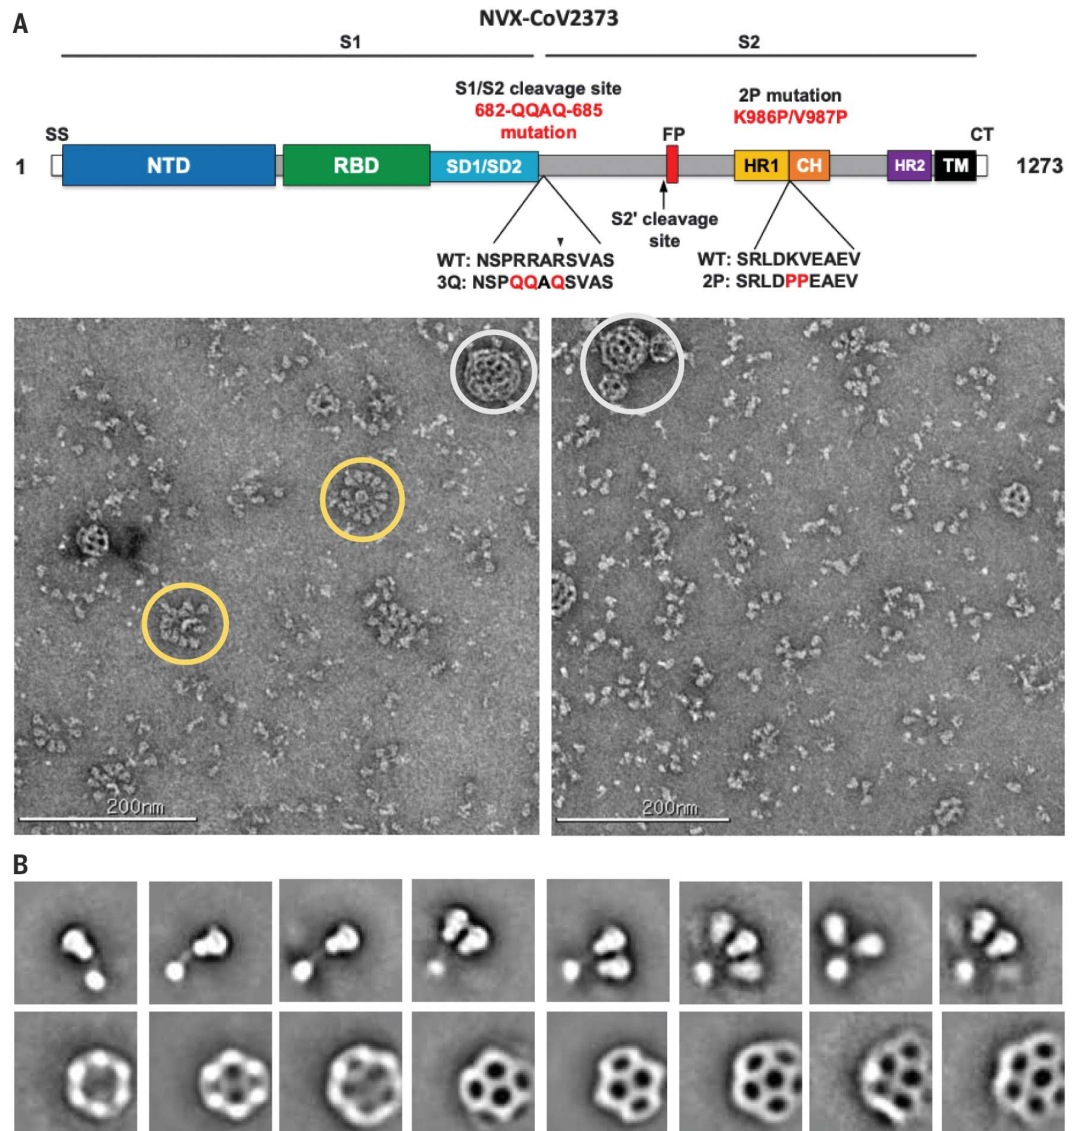 A
NVX-CoV2373
S1
S2
S1/S2 cleavage site
682-QQAQ-685
mutation
2P mutation
K986P/V987P
SS
FP
CT
1
NTD
RBD
SD1/SD2
HR1
CH
HR2
TM
1273
S2' cleavage
site
WT: NSPRRARSVAS
3Q: NSPQQAQSVAS
WT: SRLDKVEAEV
2P: SRLDPPEAEV
200nm
200nm
B